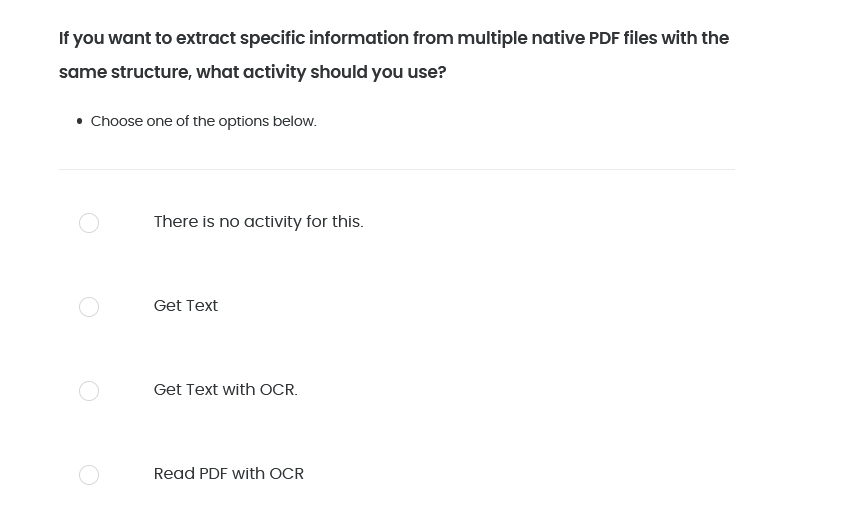 If you want to extract specific information from multiple native PDF files with the
same structure, what activity should you use?
• Choose one of the options below.
There is no activity for this.
Get Text
Get Text with OCR.
Read PDF with OCR